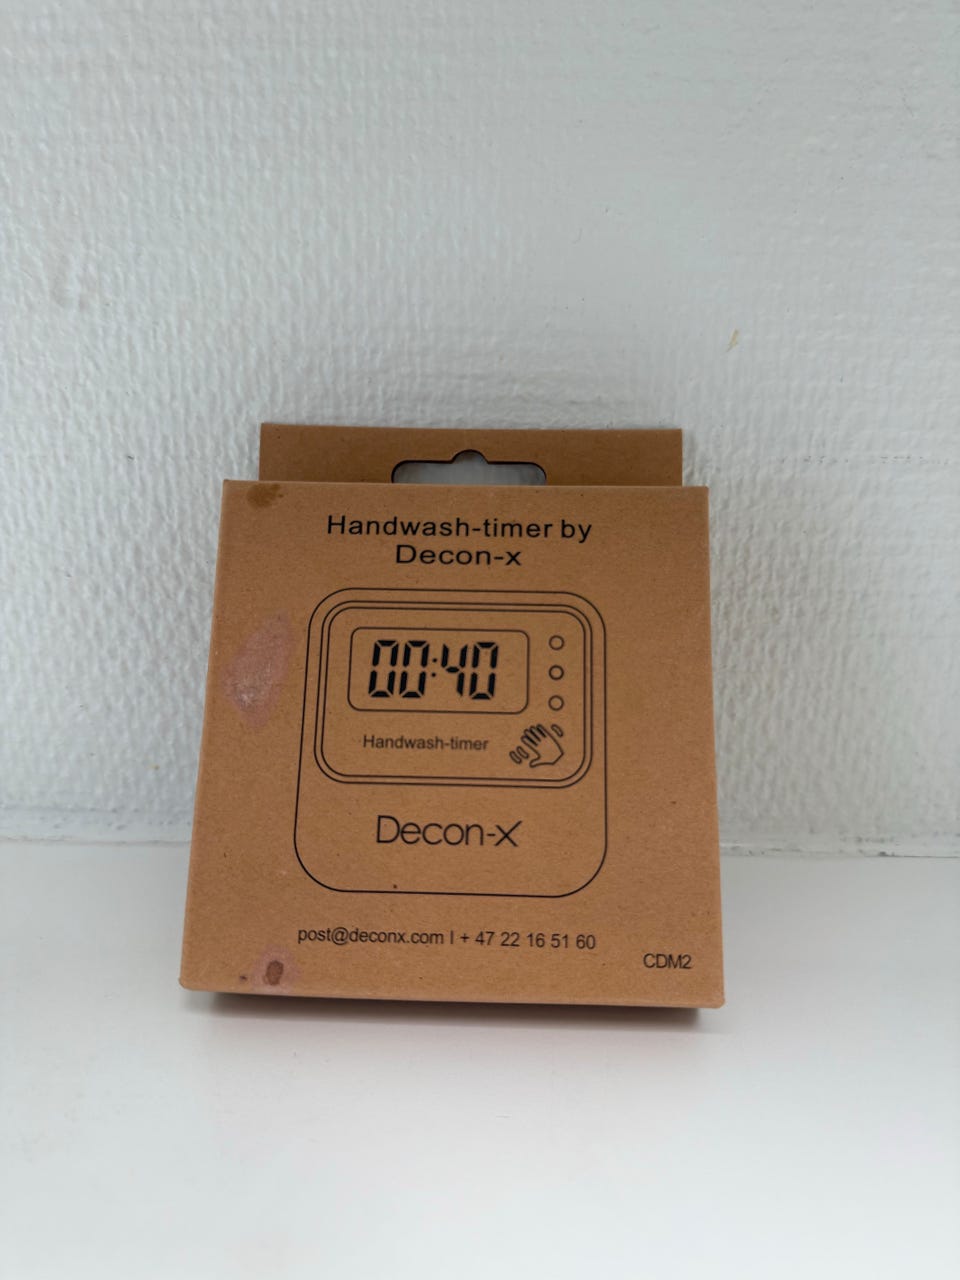 Handwash-timer by
Decon-x
00:40
Handwash-timer
Decon-X
post@deconx.com I + 47 22 16 51 60
CDM2